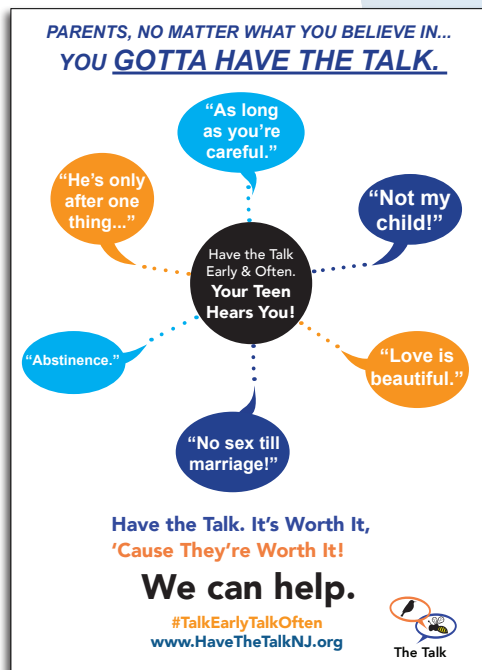 PARENTS, NO MATTER WHAT YOU BELIEVE IN...
YOU GOTTA HAVE THE TALK.
“As long
as you’re
careful.”
“He’s only
after one
thing...”
“Not my
child!”
Have the Talk
Early & Often.
Your Teen
Hears You!
“Abstinence.”
“Love is
beautiful.”
“No sex till
marriage!”
Have the Talk. It’s Worth It,
‘Cause They’re Worth It!
We can help.
#TalkEarlyTalkOften
www.HaveTheTalkNJ.org
The Talk